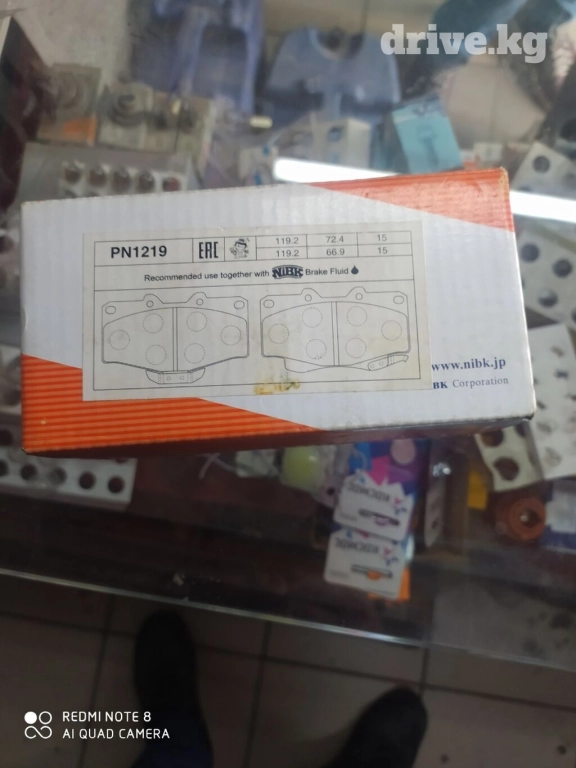 drive.kg
PN1219 EAC 119.2 72.4 15
119.2 66.9 15
Recommended use together with NiBK Brake Fluid
www.nibk.jp
BK Corporation
KIDICMEDIC
REDMI NOTE 8
AI QUAD CAMERA